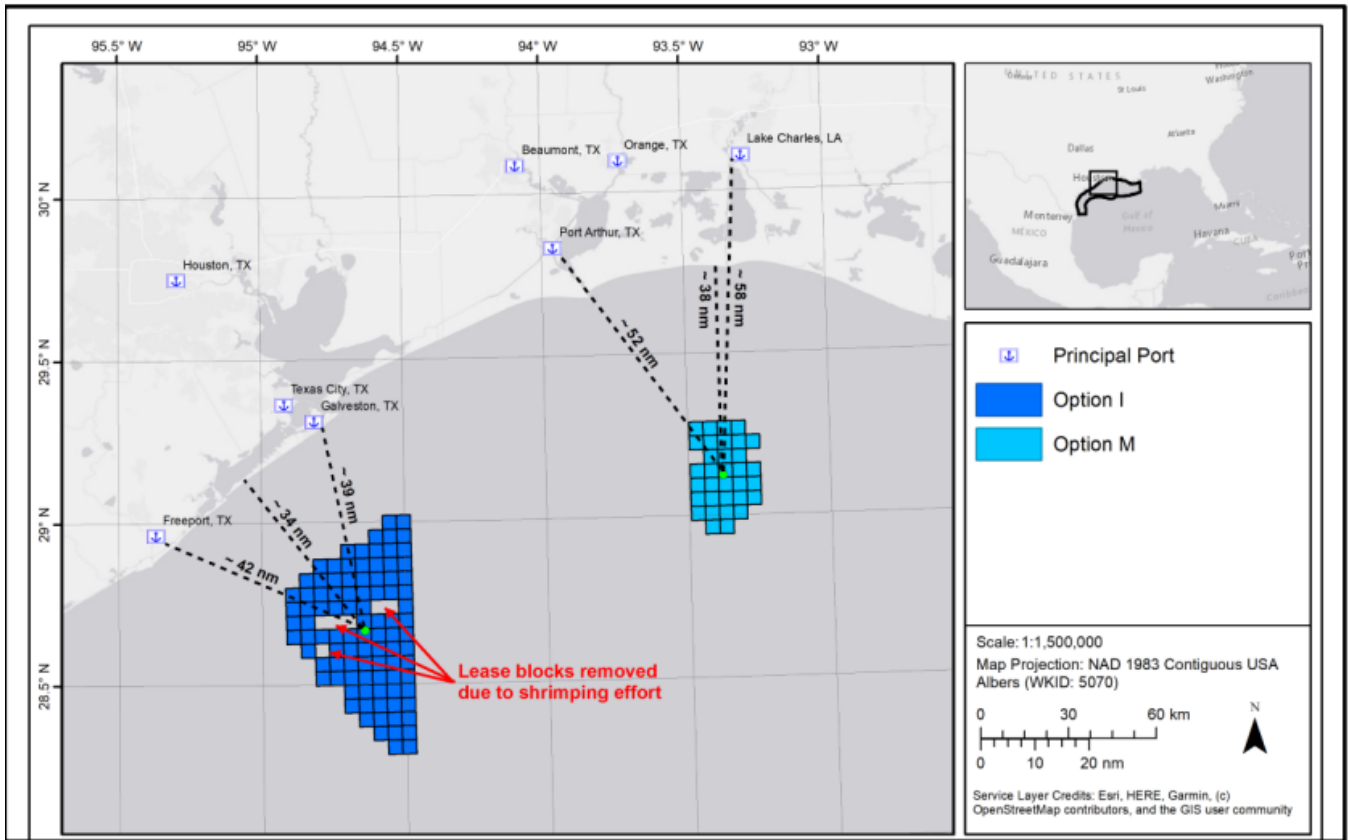 95.5° W
95° W
94.5° W
94° W
93.5° W
93° W
30° N
29.5° N
29° N
28.5° N
Beaumont, TX
Orange, TX
Lake Charles, LA
Port Arthur, TX
Houston, TX
Texas City, TX
Galveston, TX
Freeport, TX
~ 38 nm
~ 58 nm
~ 52 nm
~ 39 nm
~ 34 nm
~ 42 nm
Lease blocks removed
due to shrimping effort
UNITED STATES
Denver
St Louis
Washington
Atlanta
Dallas
Houston
Monterrey
MÉXICO
Gulf of
Mexico
Miami
Havana
CUBA
Guadalajara
Port-
Pr
Caribbe
Principal Port
Option I
Option M
Scale: 1:1,500,000
Map Projection: NAD 1983 Contiguous USA
Albers (WKID: 5070)
0 30 60 km
0 10 20 nm
N
Service Layer Credits: Esri, HERE, Garmin, (c)
OpenStreetMap contributors, and the GIS user community